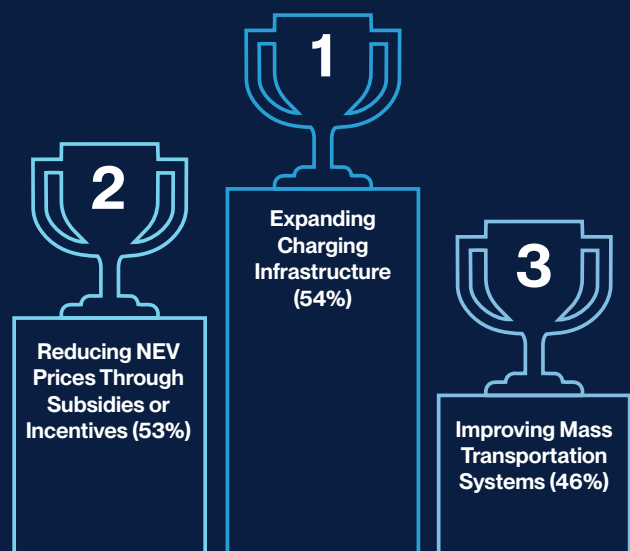 1
Expanding
Charging
Infrastructure
(54%)
2
Reducing NEV
Prices Through
Subsidies or
Incentives (53%)
3
Improving Mass
Transportation
Systems (46%)